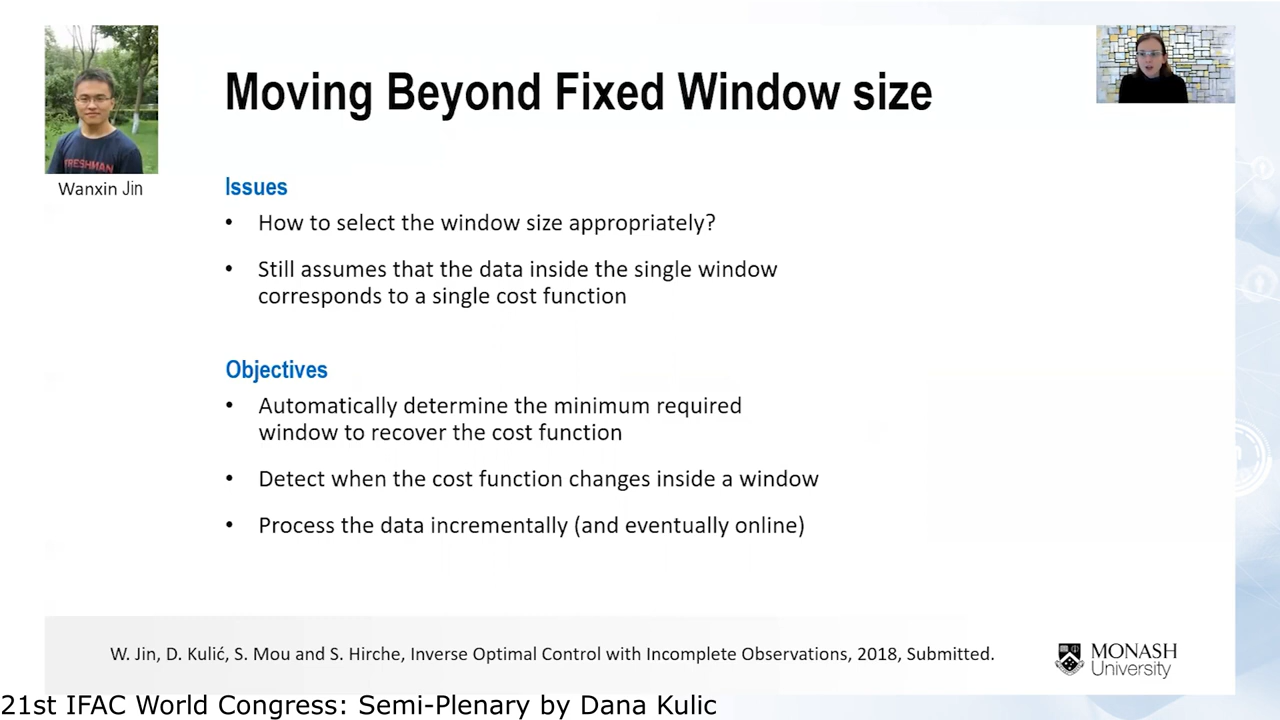 Moving Beyond Fixed Window size
FRESHMAN
Wanxin Jin
Issues
• How to select the window size appropriately?
• Still assumes that the data inside the single window
corresponds to a single cost function
Objectives
• Automatically determine the minimum required
window to recover the cost function
• Detect when the cost function changes inside a window
• Process the data incrementally (and eventually online)
W. Jin, D. Kulić, S. Mou and S. Hirche, Inverse Optimal Control with Incomplete Observations, 2018, Submitted.
MONASH
University
21st IFAC World Congress: Semi-Plenary by Dana Kulic